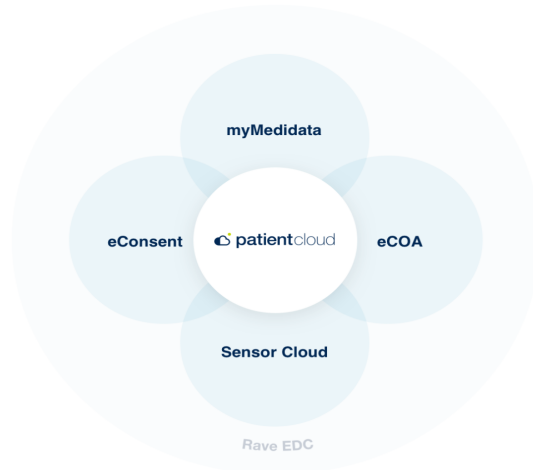 myMedidata
eConsent
patientcloud
eCOA
Sensor Cloud
Rave EDC